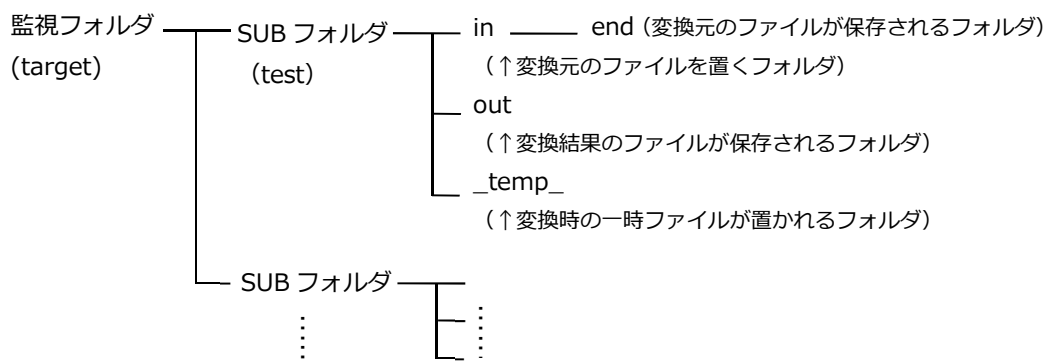 監視フォルダ SUB フォルダ in end (変換元のファイルが保存されるフォルダ)
(target) (test) (↑変換元のファイルを置くフォルダ)
out
(↑変換結果のファイルが保存されるフォルダ)
_temp_
(↑変換時の一時ファイルが置かれるフォルダ)
SUB フォルダ